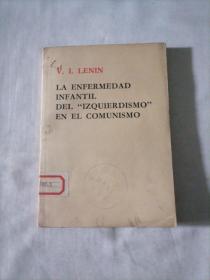 V. I. LENIN
LA ENFERMEDAD
INFANTIL
DEL “IZQUIERDISMO”
EN EL COMUNISMO